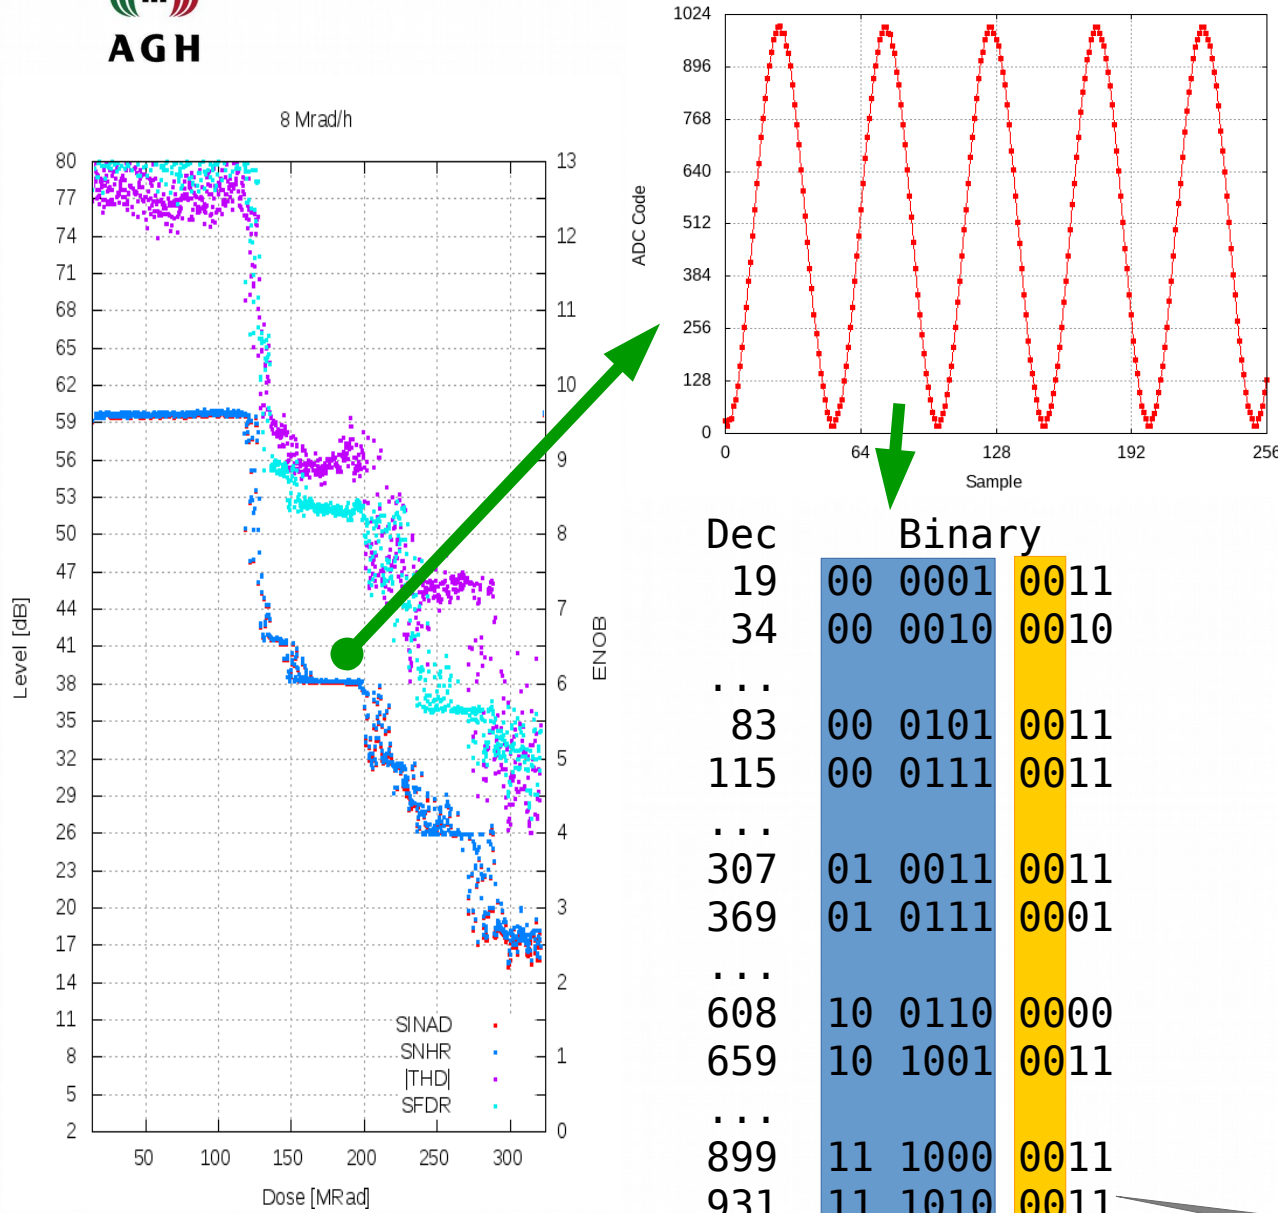 AGH
8 Mrad/h
80
77
74
71
68
65
62
59
56
53
50
47
44
41
38
35
32
29
26
23
20
17
14
11
8
5
2
Level [dB]
13
12
11
10
9
8
7
6
5
4
3
2
1
0
ENOB
SINAD
SNHR
|THD|
SFDR
50 100 150 200 250 300
Dose [MRad]
1024
896
768
640
512
384
256
128
0
ADC Code
0 64 128 192 256
Sample
Dec Binary
19 00 0001 0011
34 00 0010 0010
...
83 00 0101 0011
115 00 0111 0011
...
307 01 0011 0011
369 01 0111 0001
...
608 10 0110 0000
659 10 1001 0011
...
899 11 1000 0011
931 11 1010 0011